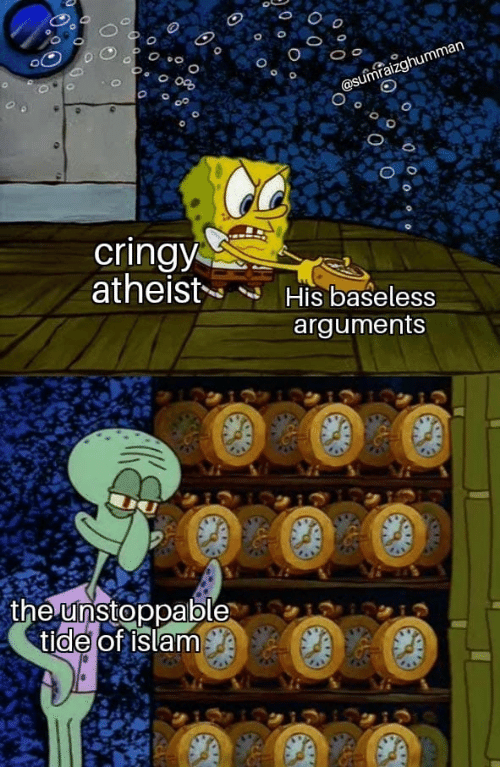 @sumraizghumman
cringy
atheist
His baseless
arguments
the unstoppable
tide of islam